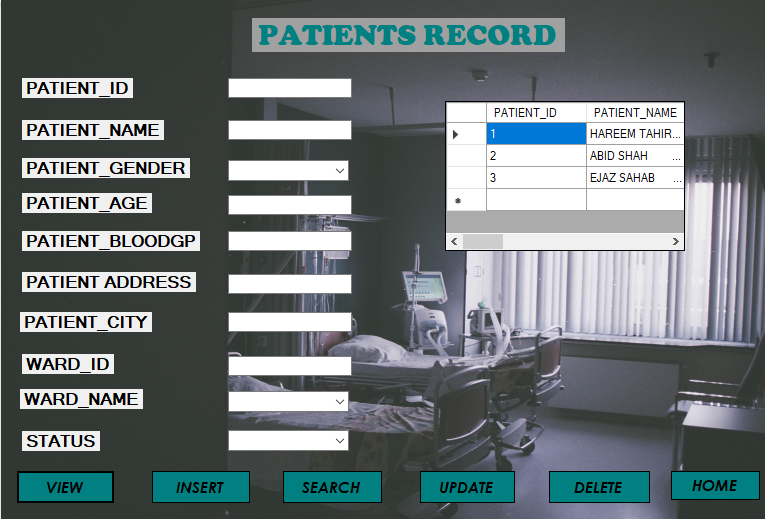 PATIENTS RECORD
PATIENT_ID
PATIENT_NAME
PATIENT_GENDER
PATIENT_AGE
PATIENT_BLOODGP
PATIENT ADDRESS
PATIENT_CITY
WARD_ID
WARD_NAME
STATUS
PATIENT_ID PATIENT_NAME
1 HAREEM TAHIR...
2 ABID SHAH ...
3 EJAZ SAHAB ...
VIEW INSERT SEARCH UPDATE DELETE HOME